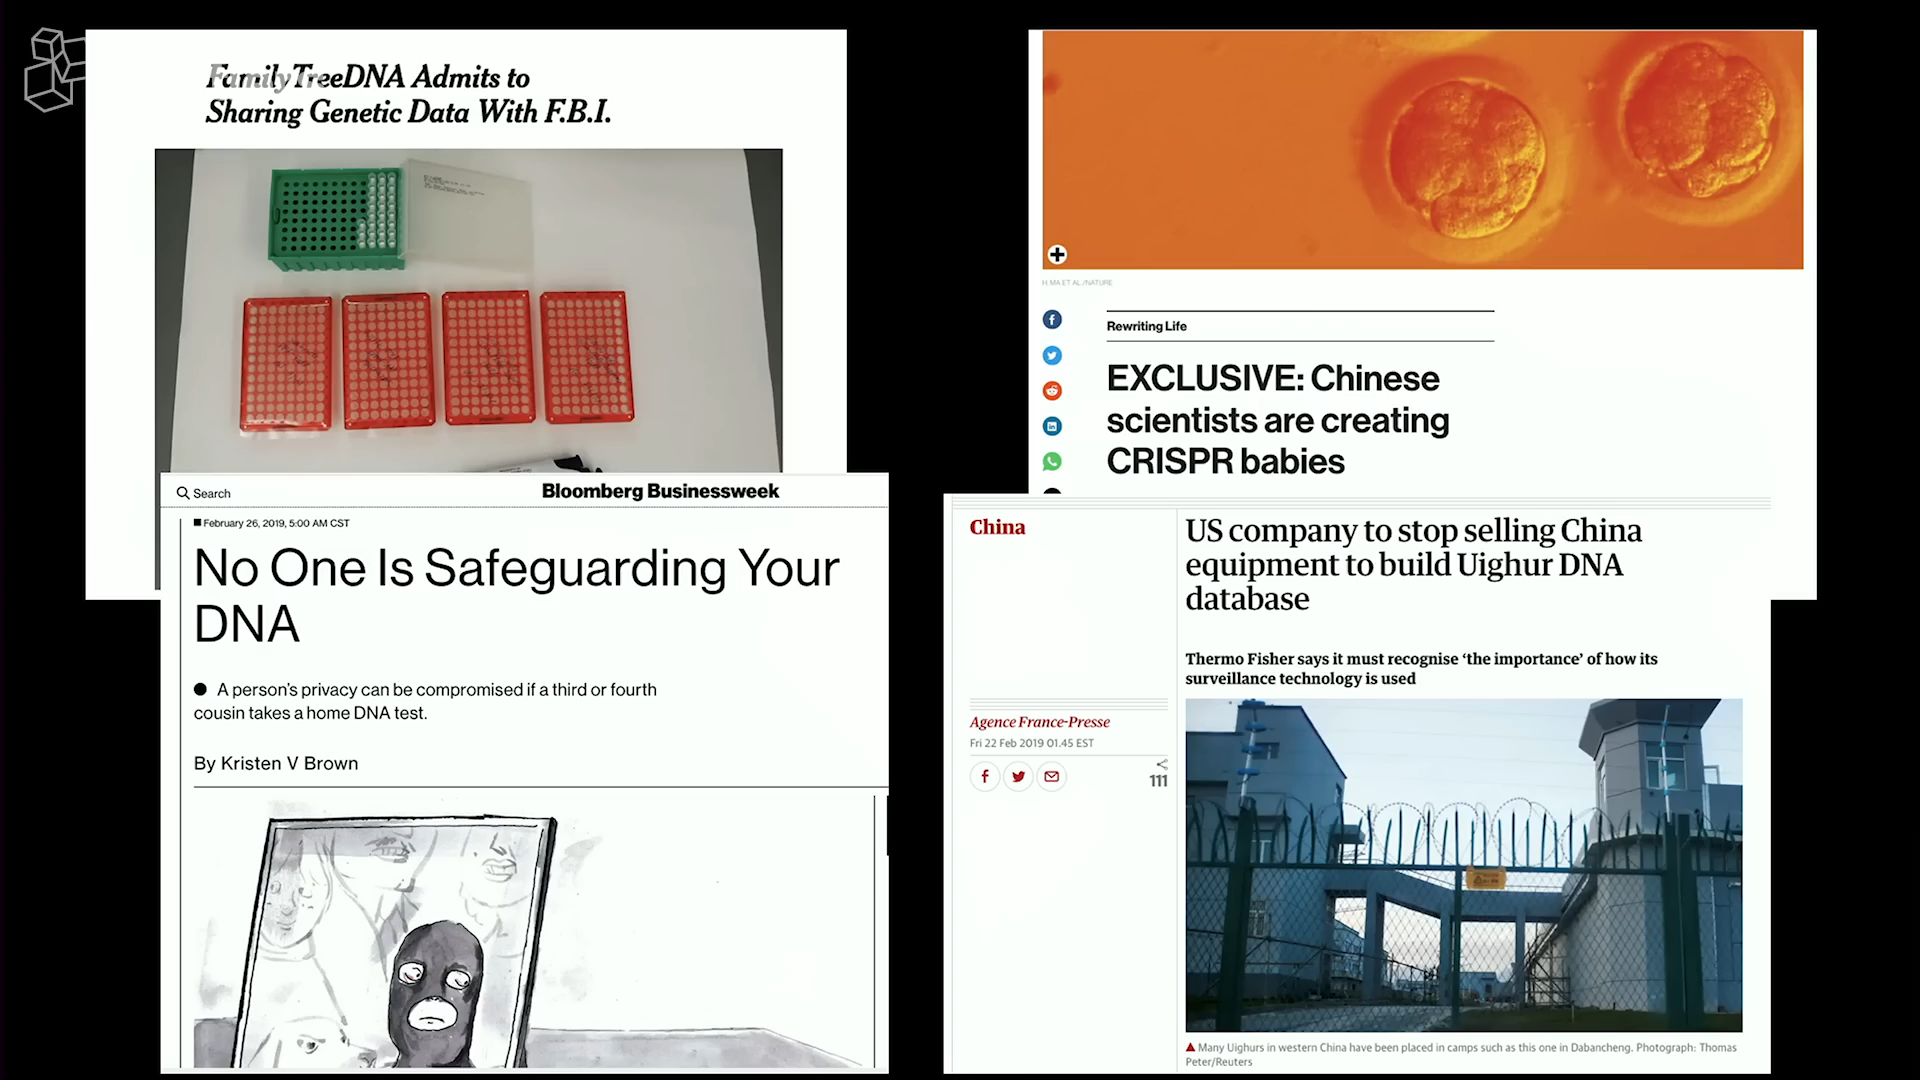 FamilyTreeDNA Admits to
Sharing Genetic Data With F.B.I.
Search
Bloomberg Businessweek
February 26, 2019, 5:00 AM CST
No One Is Safeguarding Your
DNA
A person's privacy can be compromised if a third or fourth
cousin takes a home DNA test.
By Kristen V Brown
H. MA ET AL./NATURE
Rewriting Life
EXCLUSIVE: Chinese
scientists are creating
CRISPR babies
China
US company to stop selling China
equipment to build Uighur DNA
database
Thermo Fisher says it must recognise ‘the importance’ of how its
surveillance technology is used
Agence France-Presse
Fri 22 Feb 2019 01.45 EST
111
Many Uighurs in western China have been placed in camps such as this one in Dabancheng. Photograph: Thomas
Peter/Reuters